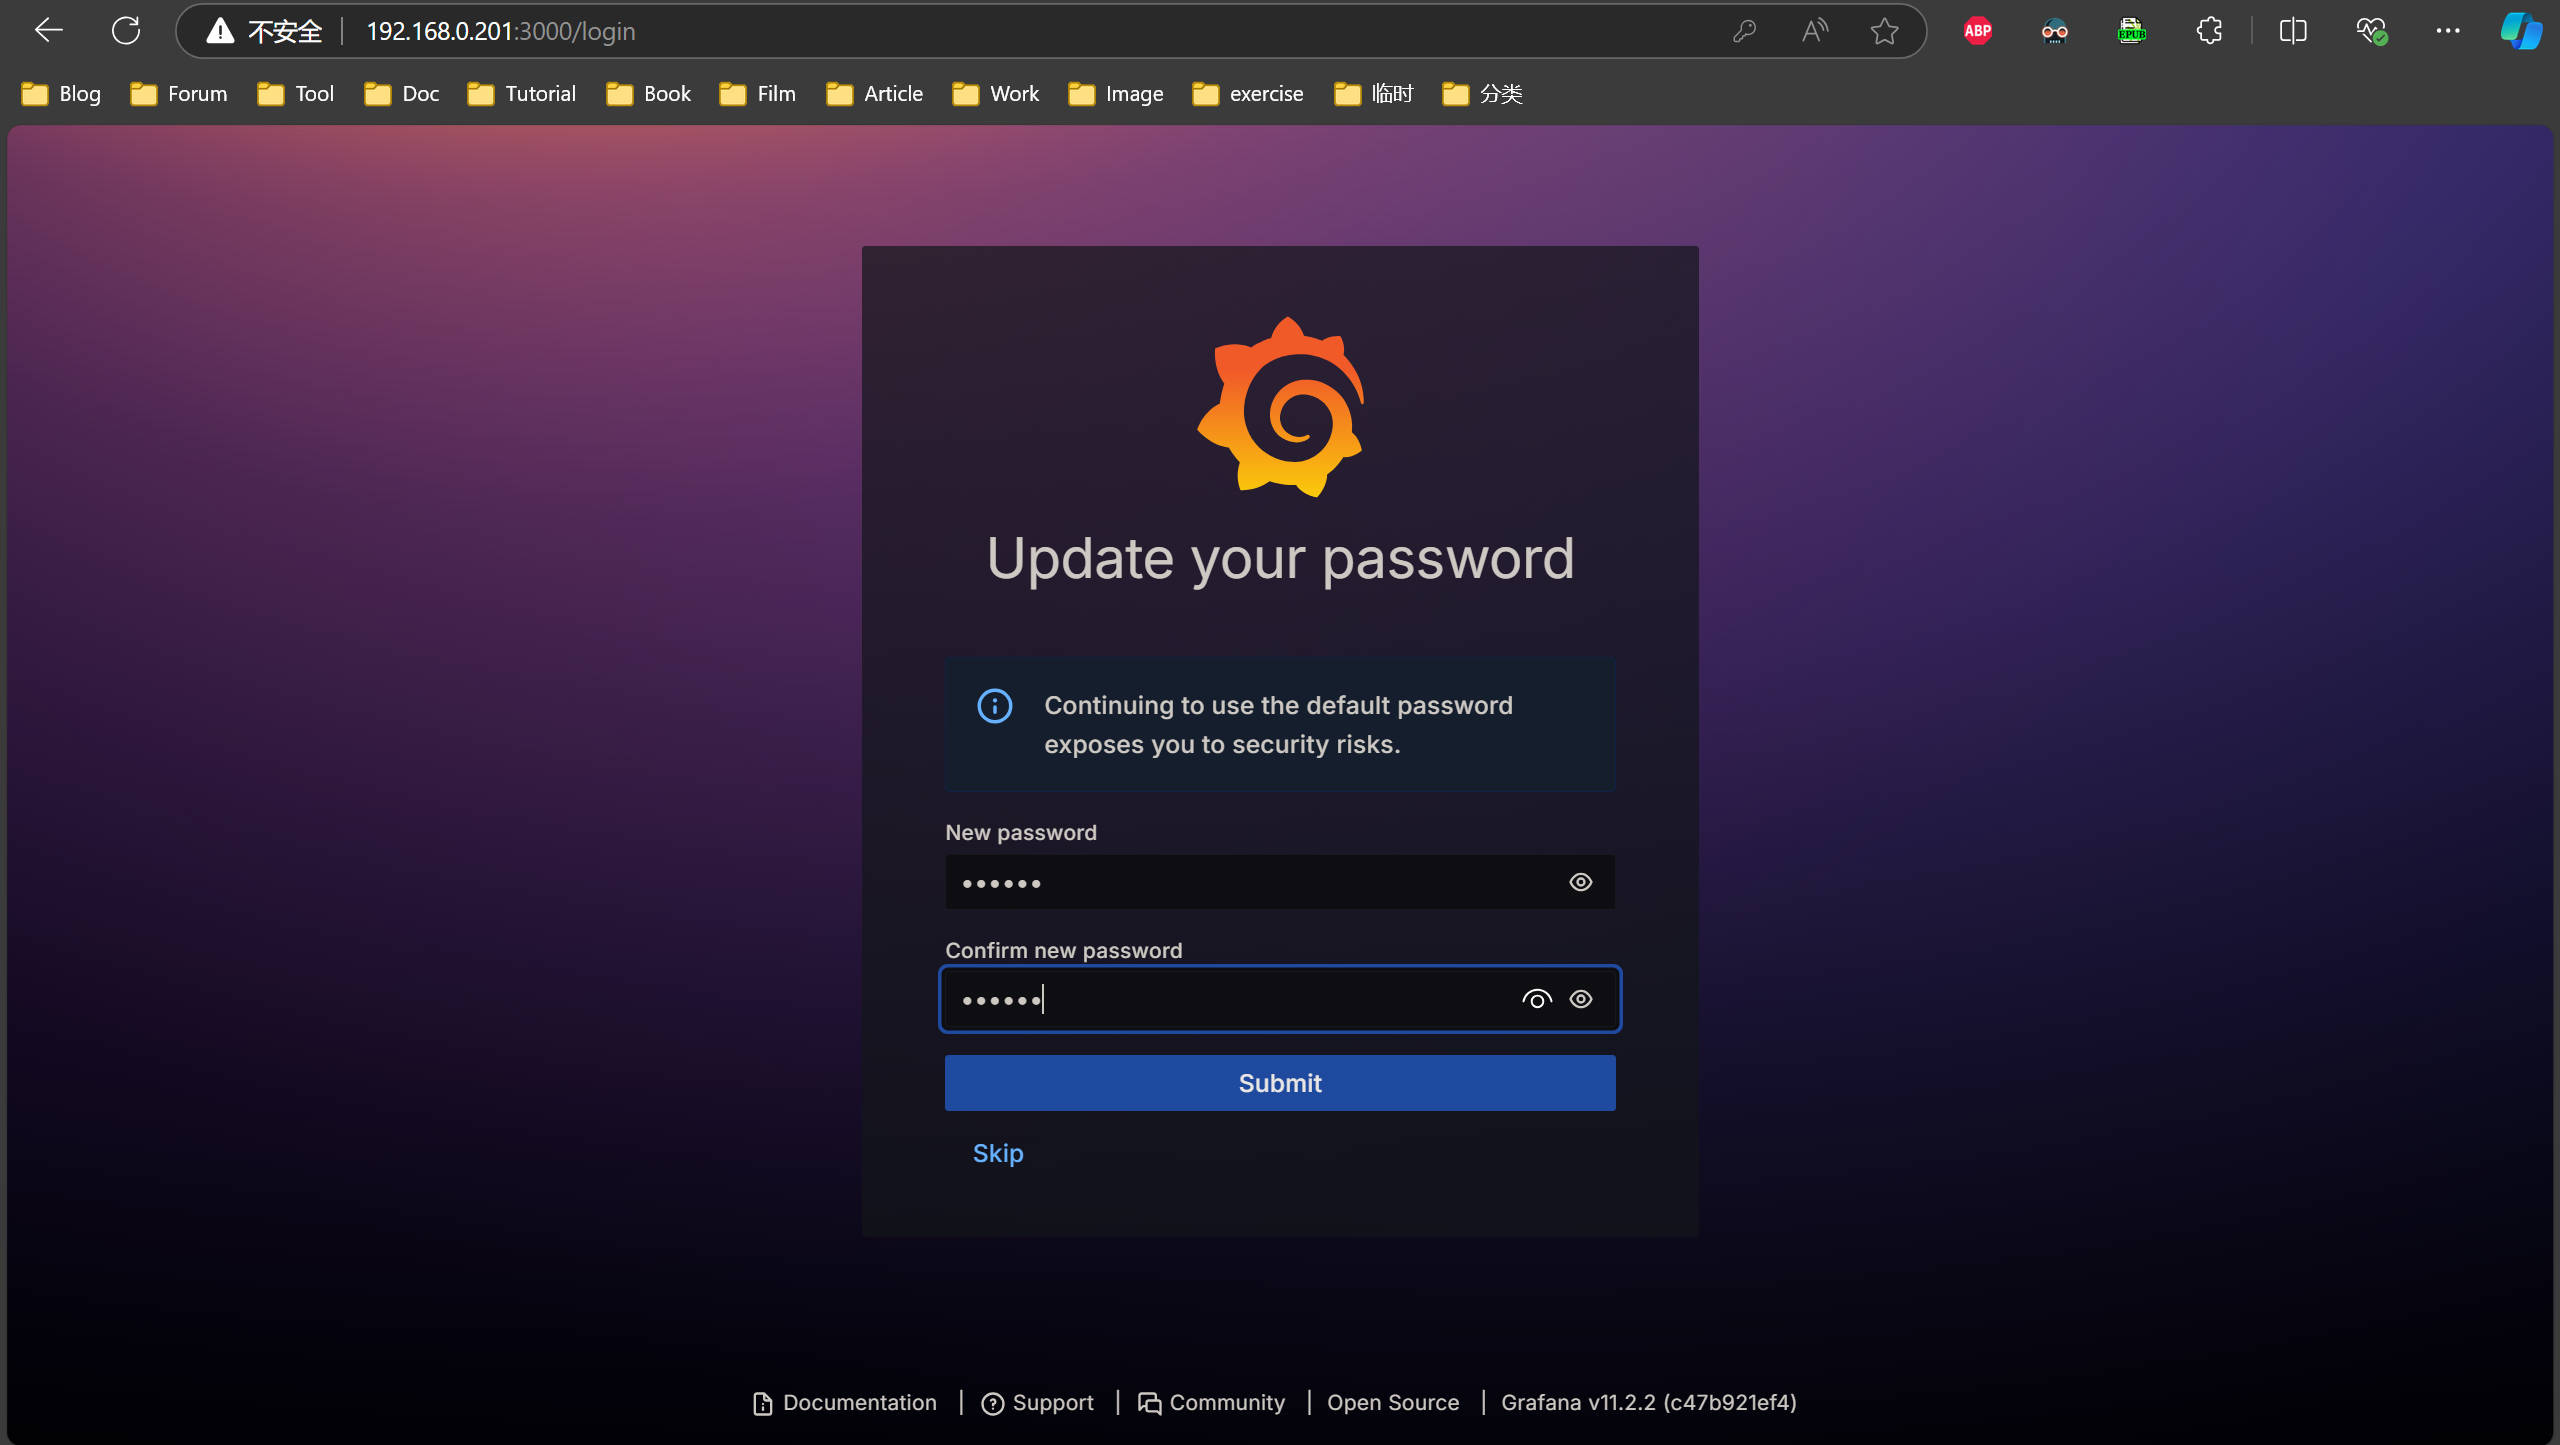 不安全 192.168.0.201:3000/login ABP EPUB
Blog Forum Tool Doc Tutorial Book Film Article Work Image exercise 临时 分类
Update your password
Continuing to use the default password
exposes you to security risks.
New password
••••••
Confirm new password
••••••
Submit
Skip
Documentation | Support | Community | Open Source | Grafana v11.2.2 (c47b921ef4)